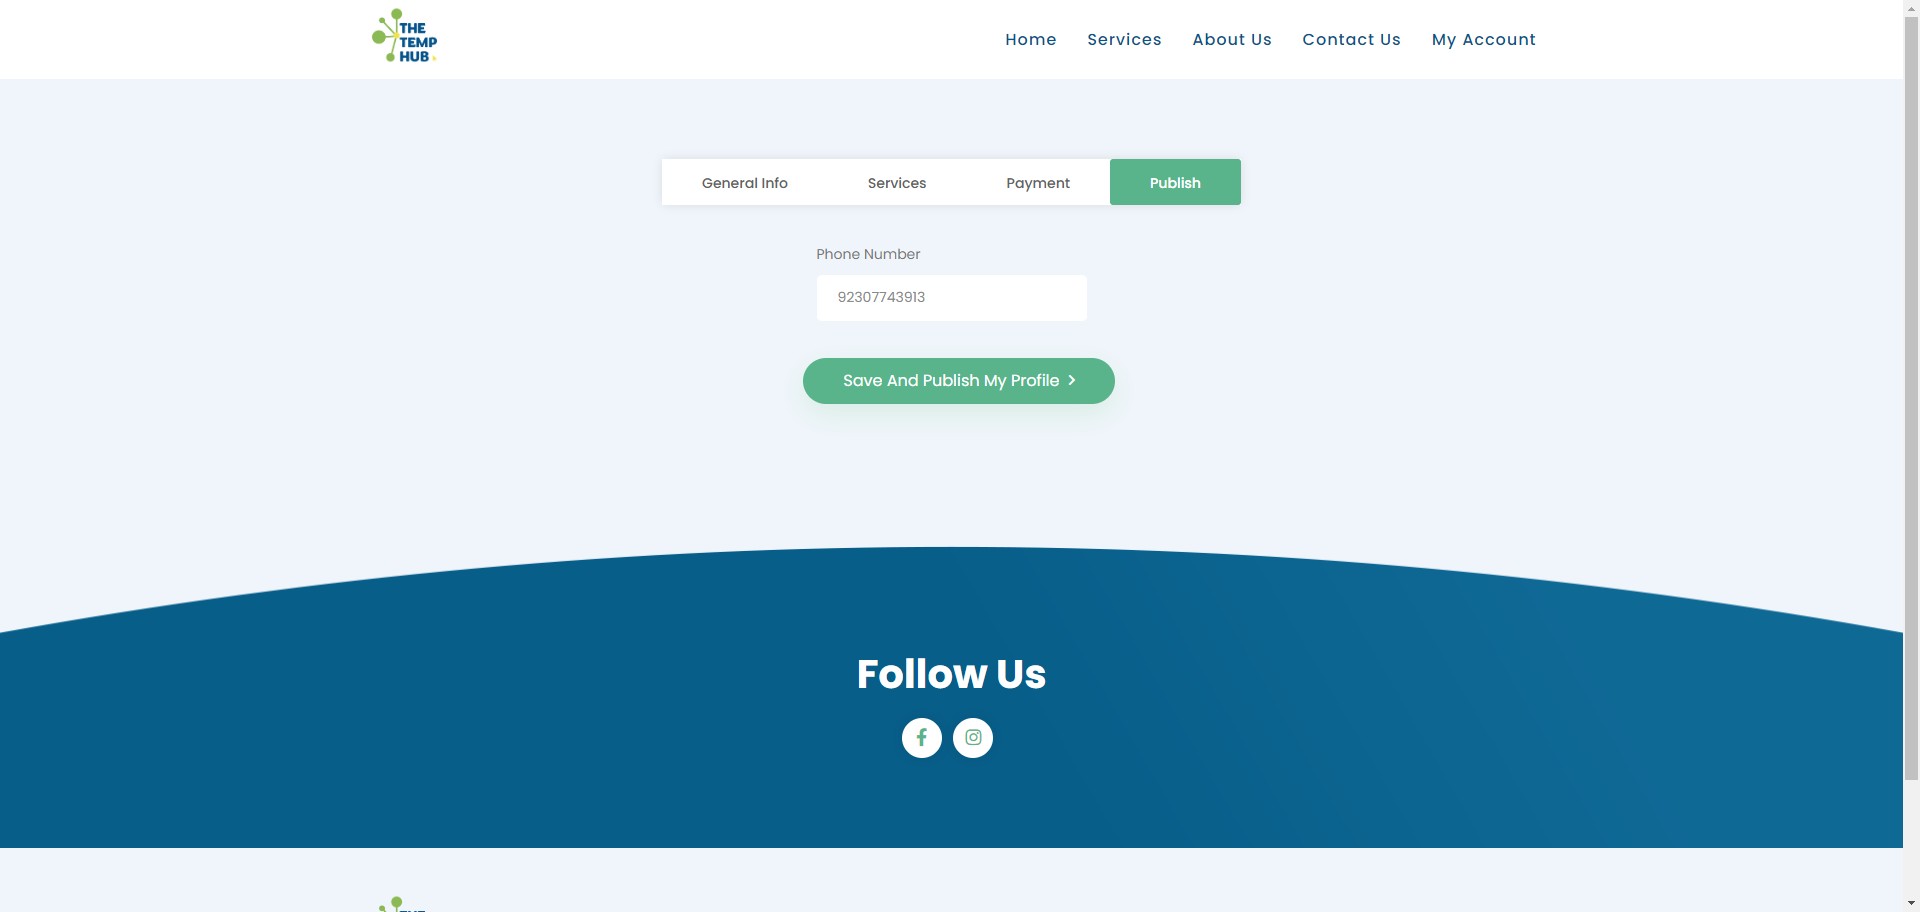 THE
TEMP
HUB
Home Services About Us Contact Us My Account
General Info Services Payment Publish
Phone Number
92307743913
Save And Publish My Profile
Follow Us